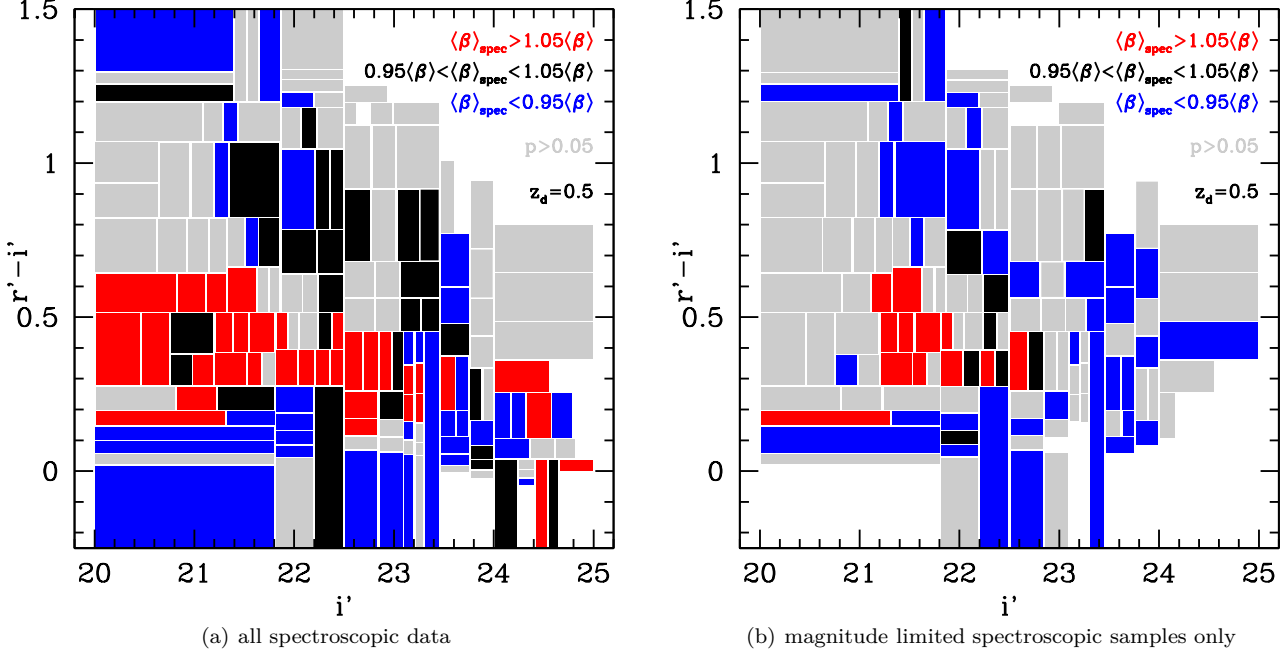 1.5
1
0.5
0
r'−i'
⟨β⟩spec>1.05⟨β⟩
0.95⟨β⟩<⟨β⟩spec<1.05⟨β⟩
⟨β⟩spec<0.95⟨β⟩
p>0.05
z_d=0.5
20 21 22 23 24 25
i'
(a) all spectroscopic data
1.5
1
0.5
0
r'−i'
⟨β⟩spec>1.05⟨β⟩
0.95⟨β⟩<⟨β⟩spec<1.05⟨β⟩
⟨β⟩spec<0.95⟨β⟩
p>0.05
z_d=0.5
20 21 22 23 24 25
i'
(b) magnitude limited spectroscopic samples only